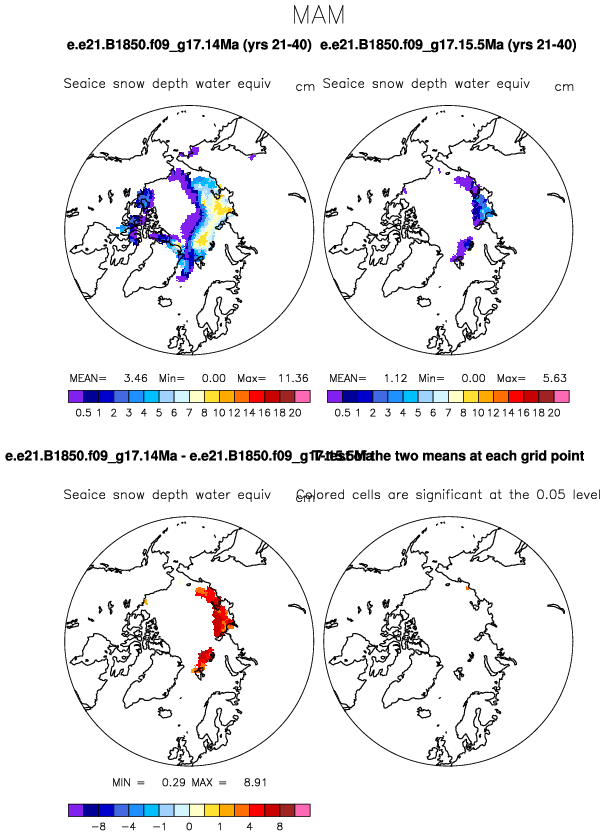 MAM
e.e21.B1850.f09_g17.14Ma (yrs 21-40) e.e21.B1850.f09_g17.15.5Ma (yrs 21-40)
Seaice snow depth water equiv cm Seaice snow depth water equiv cm
MEAN= 3.46 Min= 0.00 Max= 11.36 MEAN= 1.12 Min= 0.00 Max= 5.63
0.5 1 2 3 4 5 6 7 8 10 12 14 16 18 20 0.5 1 2 3 4 5 6 7 8 10 12 14 16 18 20
e.e21.B1850.f09_g17.14Ma - e.e21.B1850.f09_g17.15.5Ma T-test of the two means at each grid point
Seaice snow depth water equiv cm Colored cells are significant at the 0.05 level
MIN = 0.29 MAX = 8.91
-8 -4 -1 0 1 4 8